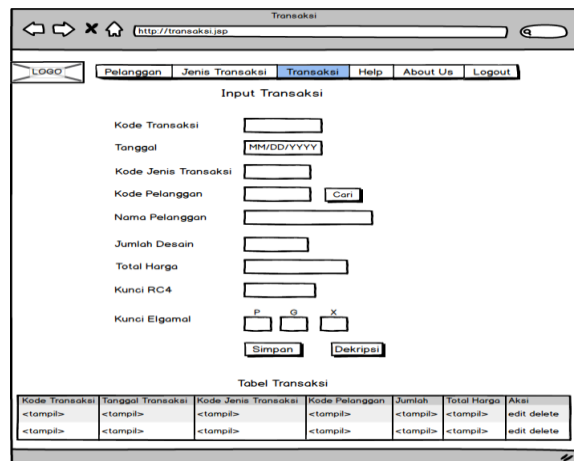 Transaksi
http://transaksi.jsp
LOGO Pelanggan Jenis Transaksi Transaksi Help About Us Logout
Input Transaksi
Kode Transaksi
Tanggal MM/DD/YYYY
Kode Jenis Transaksi
Kode Pelanggan Cari
Nama Pelanggan
Jumlah Desain
Total Harga
Kunci RC4
P G X
Kunci Elgamal
Simpan Dekripsi
Tabel Transaksi
Kode Transaksi Tanggal Transaksi Kode Jenis Transaksi Kode Pelanggan Jumlah Total Harga Aksi
<tampil> <tampil> <tampil> <tampil> <tampil> <tampil> edit delete
<tampil> <tampil> <tampil> <tampil> <tampil> <tampil> edit delete